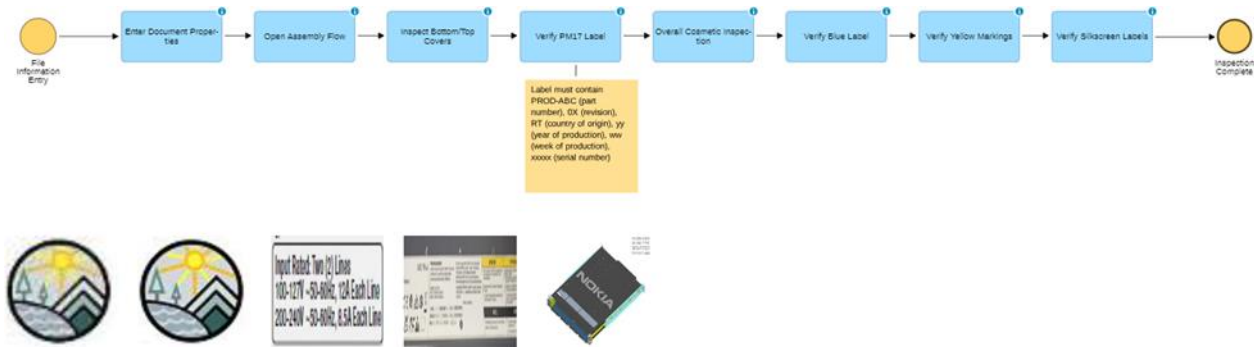 Enter Document Proper-
ties
Open Assembly Flow
Inspect Bottom/Top
Covers
Verify PM17 Label
Overall Cosmetic Inspec-
tion
Verify Blue Label
Verify Yellow Markings
Verify Silkscreen Labels
File
Information
Entry
Inspection
Complete
Label must contain
PROD-ABC (part
number), 0X (revision),
RT (country of origin), yy
(year of production), ww
(week of production),
xxxxx (serial number)
Input Rated: Two (2) Lines
100-127V ~50-60Hz, 12A Each Line
200-240V ~50-60Hz, 6.5A Each Line
NOKIA